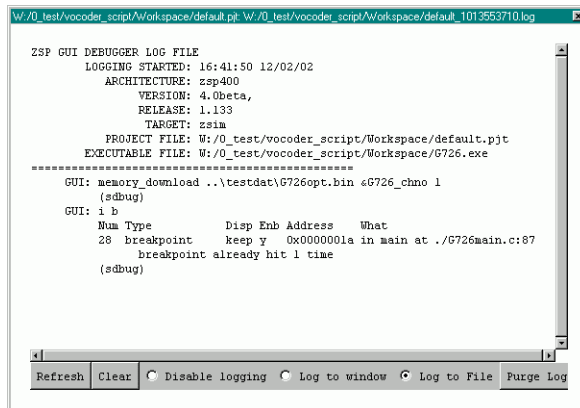 W:/0_test/vocoder_script/Workspace/default.pjt: W:/0_test/vocoder_script/Workspace/default_1013553710.log
ZSP GUI DEBUGGER LOG FILE
LOGGING STARTED: 16:41:50 12/02/02
ARCHITECTURE: zsp400
VERSION: 4.0beta,
RELEASE: 1.133
TARGET: zsim
PROJECT FILE: W:/0_test/vocoder_script/Workspace/default.pjt
EXECUTABLE FILE: W:/0_test/vocoder_script/Workspace/G726.exe
================================================
GUI: memory_download ..\testdat\G726opt.bin &G726_chno 1
(sdbug)
GUI: i b
Num Type Disp Enb Address What
28 breakpoint keep y 0x0000001a in main at ./G726main.c:87
breakpoint already hit 1 time
(sdbug)
Refresh Clear Disable logging Log to window Log to File Purge Log